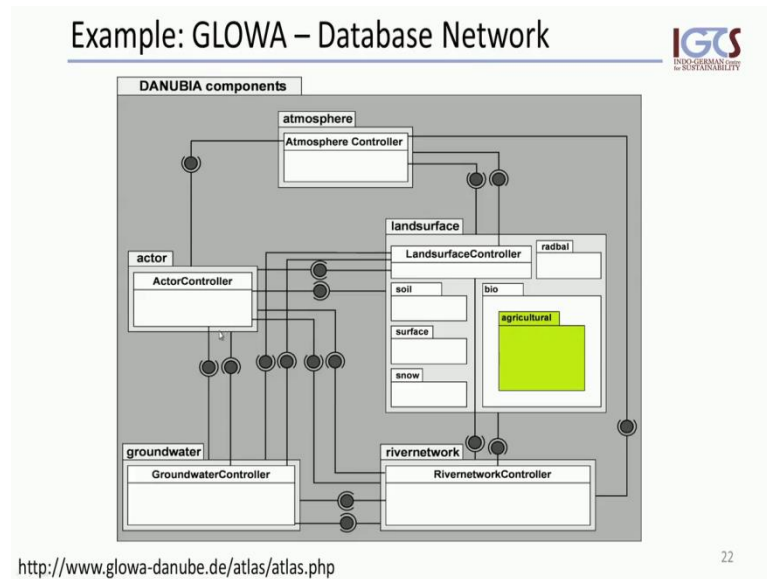 Example: GLOWA – Database Network
IGCS
INDO-GERMAN Centre
for SUSTAINABILITY
DANUBIA components
atmosphere
Atmosphere Controller
landsurface
LandsurfaceController
radbal
actor
ActorController
soil
bio
agricultural
surface
snow
groundwater
GroundwaterController
rivernetwork
RivernetworkController
22
http://www.glowa-danube.de/atlas/atlas.php